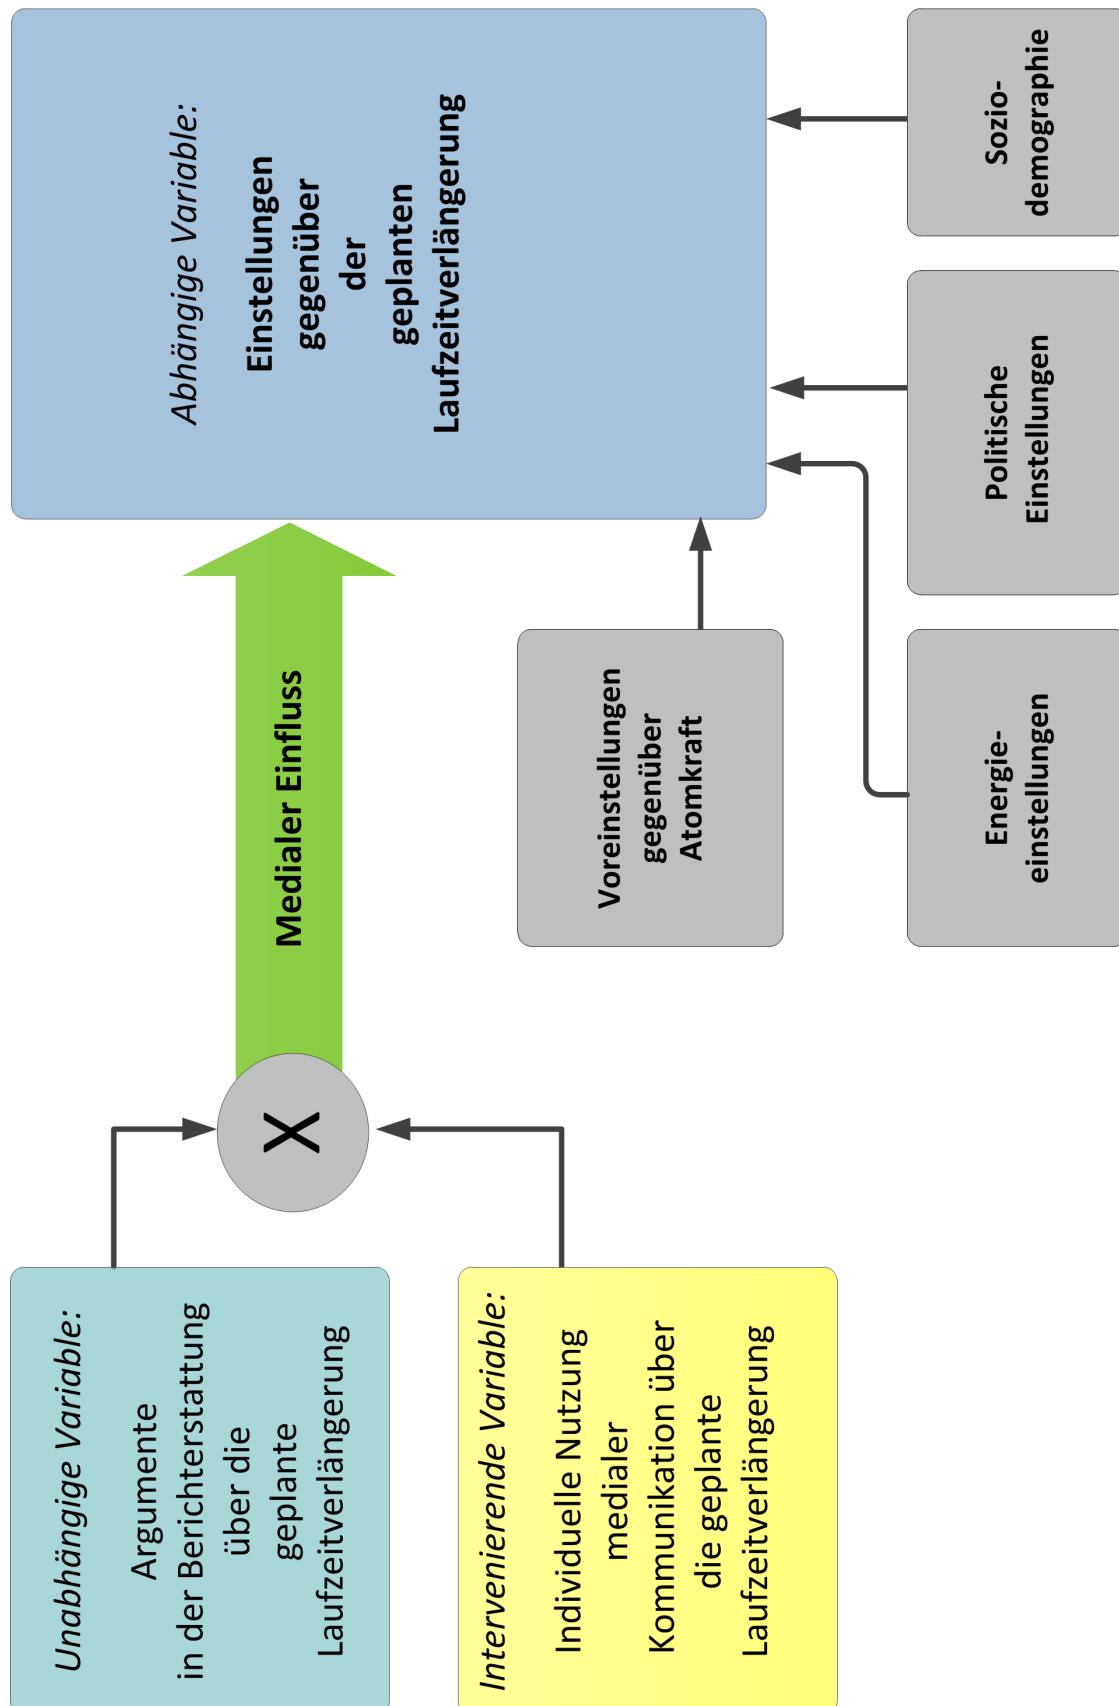 Unabhängige Variable:
Argumente
in der Berichterstattung
über die
geplante
Laufzeitverlängerung
Intervenierende Variable:
Individuelle Nutzung
medialer
Kommunikation über
die geplante
Laufzeitverlängerung
X
Medialer Einfluss
Abhängige Variable:
Einstellungen
gegenüber
der
geplanten
Laufzeitverlängerung
Voreinstellungen
gegenüber
Atomkraft
Energie-
einstellungen
Politische
Einstellungen
Sozio-
demographie